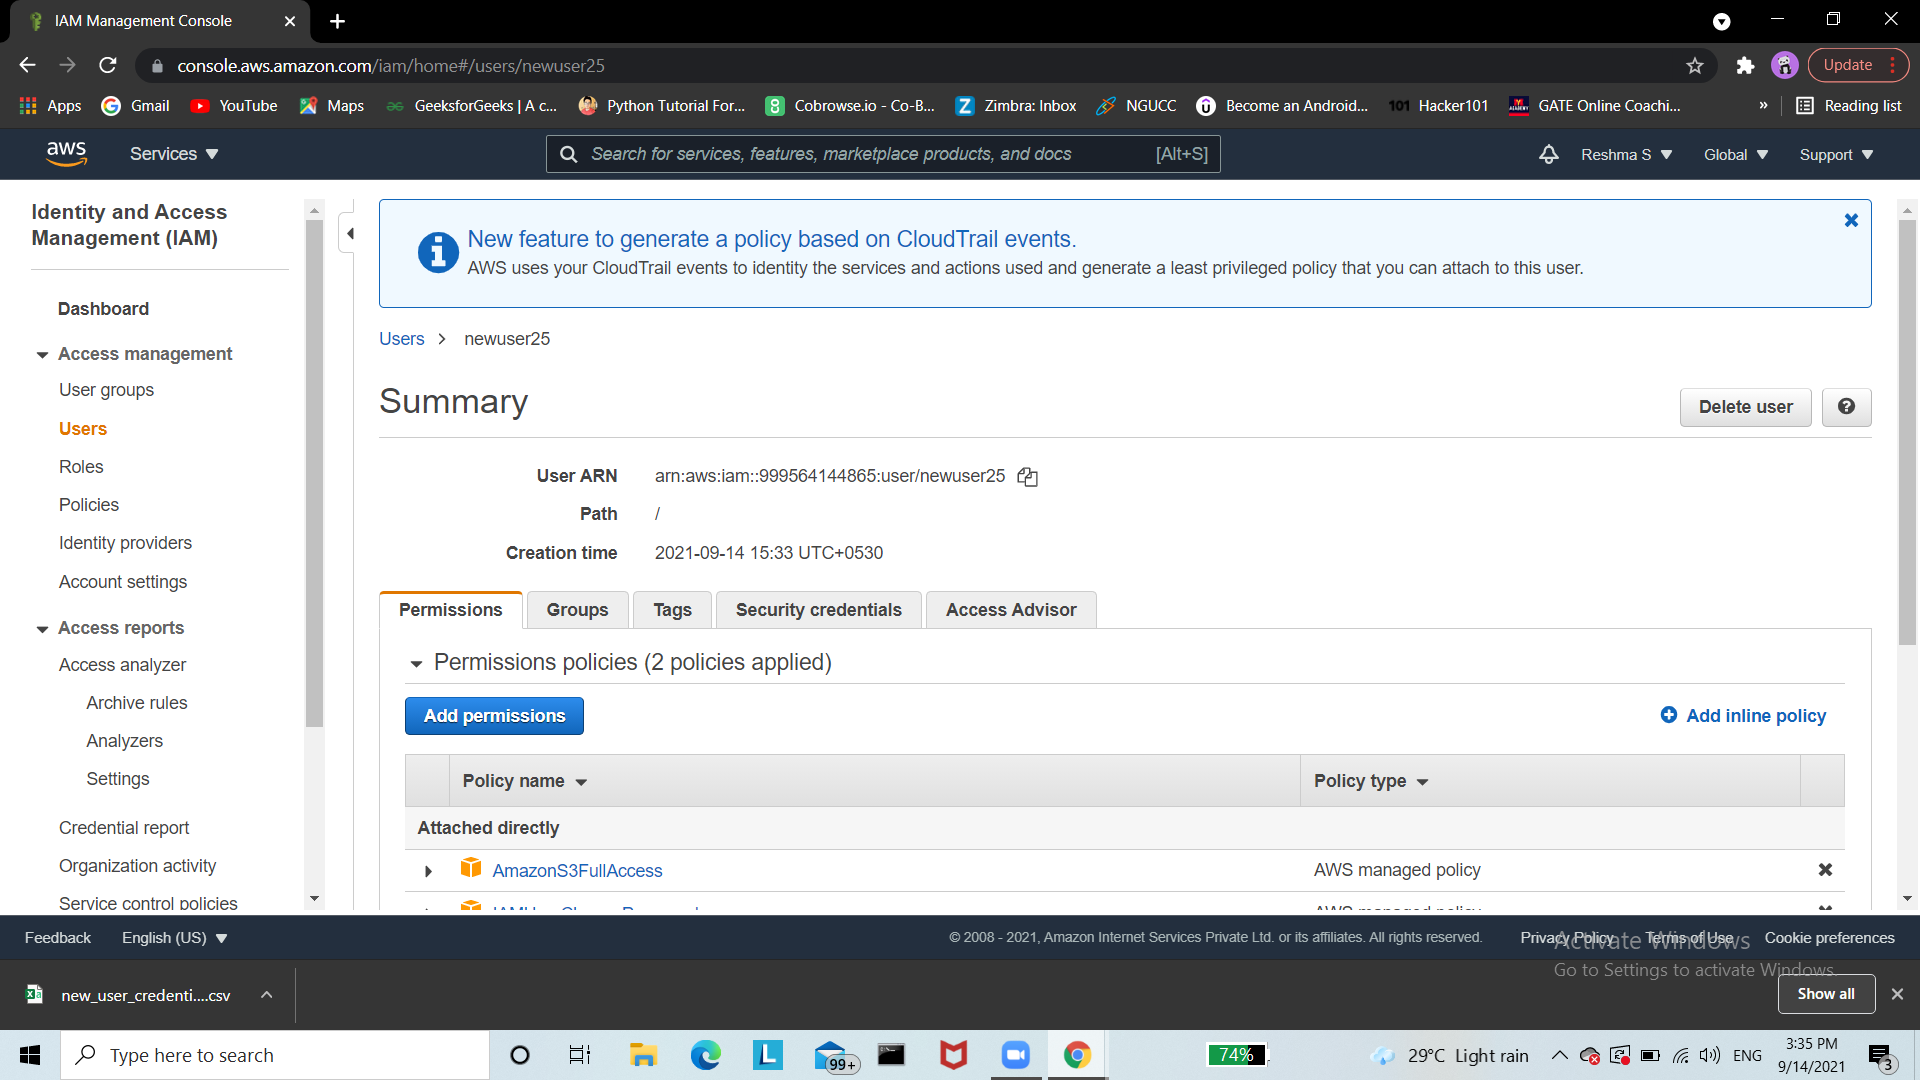 IAM Management Console
console.aws.amazon.com/iam/home#/users/newuser25
Update
Apps
Gmail
YouTube
Maps
GeeksforGeeks | A c...
Python Tutorial For...
Cobrowse.io - Co-B...
Zimbra: Inbox
NGUCC
Become an Android...
101 Hacker101
GATE Online Coachi...
»
Reading list
aws
Services
Search for services, features, marketplace products, and docs
[Alt+S]
Reshma S
Global
Support
Identity and Access
Management (IAM)
Dashboard
Access management
User groups
Users
Roles
Policies
Identity providers
Account settings
Access reports
Access analyzer
Archive rules
Analyzers
Settings
Credential report
Organization activity
Service control policies
New feature to generate a policy based on CloudTrail events.
AWS uses your CloudTrail events to identity the services and actions used and generate a least privileged policy that you can attach to this user.
Users > newuser25
Summary
Delete user
User ARN arn:aws:iam::999564144865:user/newuser25
Path /
Creation time 2021-09-14 15:33 UTC+0530
Permissions
Groups
Tags
Security credentials
Access Advisor
Permissions policies (2 policies applied)
Add permissions
Add inline policy
Policy name
Policy type
Attached directly
AmazonS3FullAccess
AWS managed policy
Feedback
English (US)
© 2008 - 2021, Amazon Internet Services Private Ltd. or its affiliates. All rights reserved.
Privacy Policy
Terms of Use
Cookie preferences
Activate Windows
Go to Settings to activate Windows.
new_user_credenti....csv
Show all
Type here to search
99+
74%
29°C Light rain
ENG
3:35 PM
9/14/2021
3